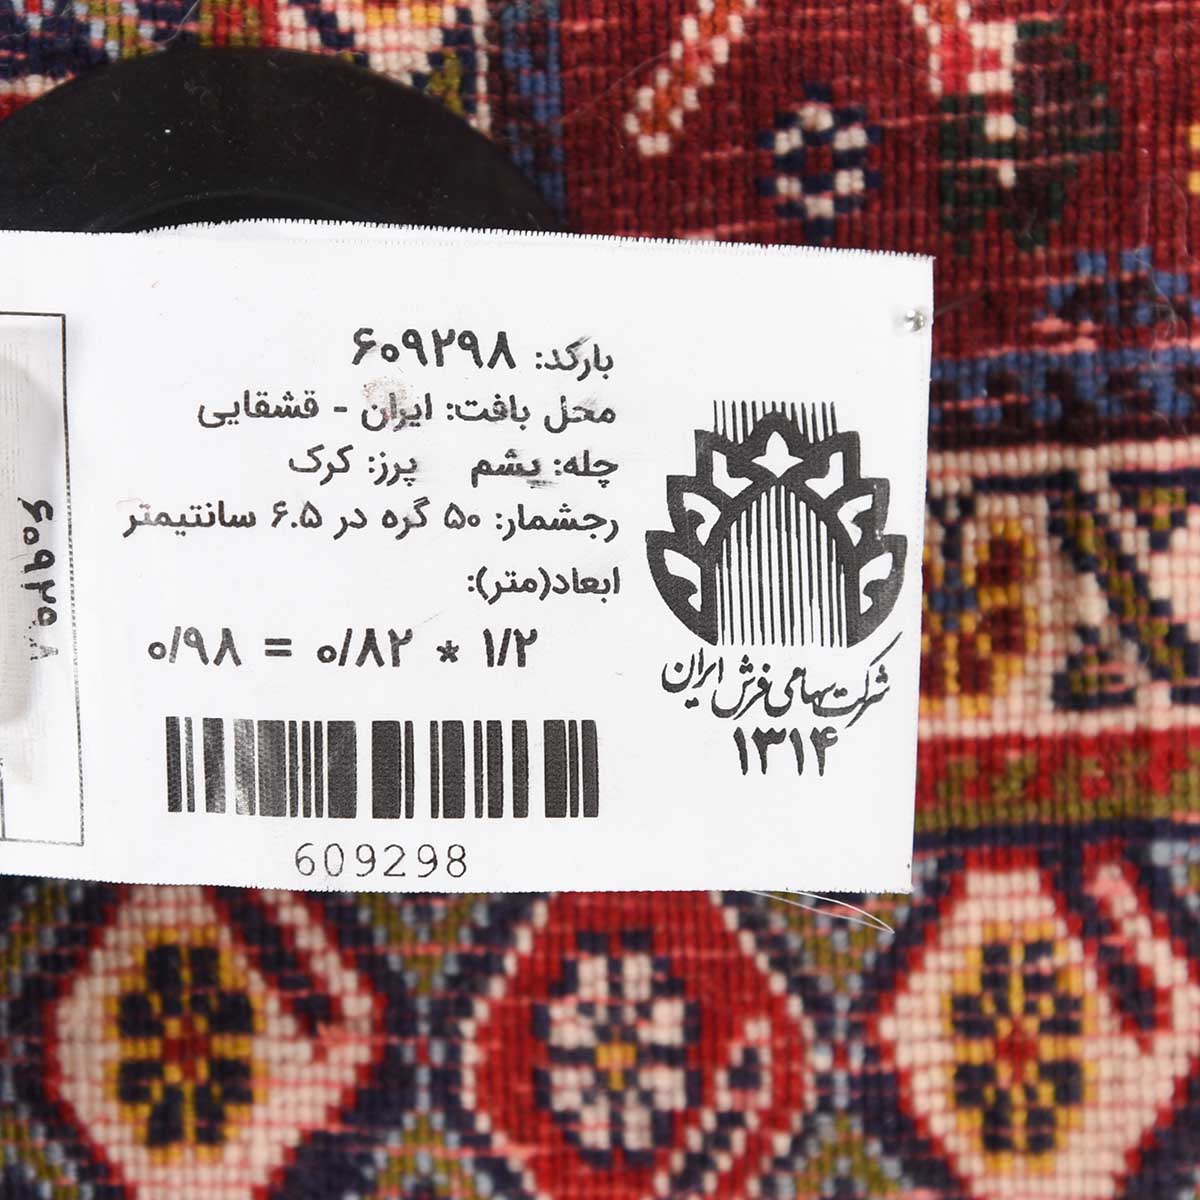 بارکد: ۶۰۹۲۹۸
محل بافت: ایران - قشقایی
چله: پشم پرز: کرک
رجشمار: ۵۰ گره در ۶.۵ سانتیمتر
ابعاد(متر):
۱/۲ * ۰/۸۲ = ۰/۹۸
609298
شرکت سهامی فرش ایران
۱۳۱۴
۶۰۹۲۹۸